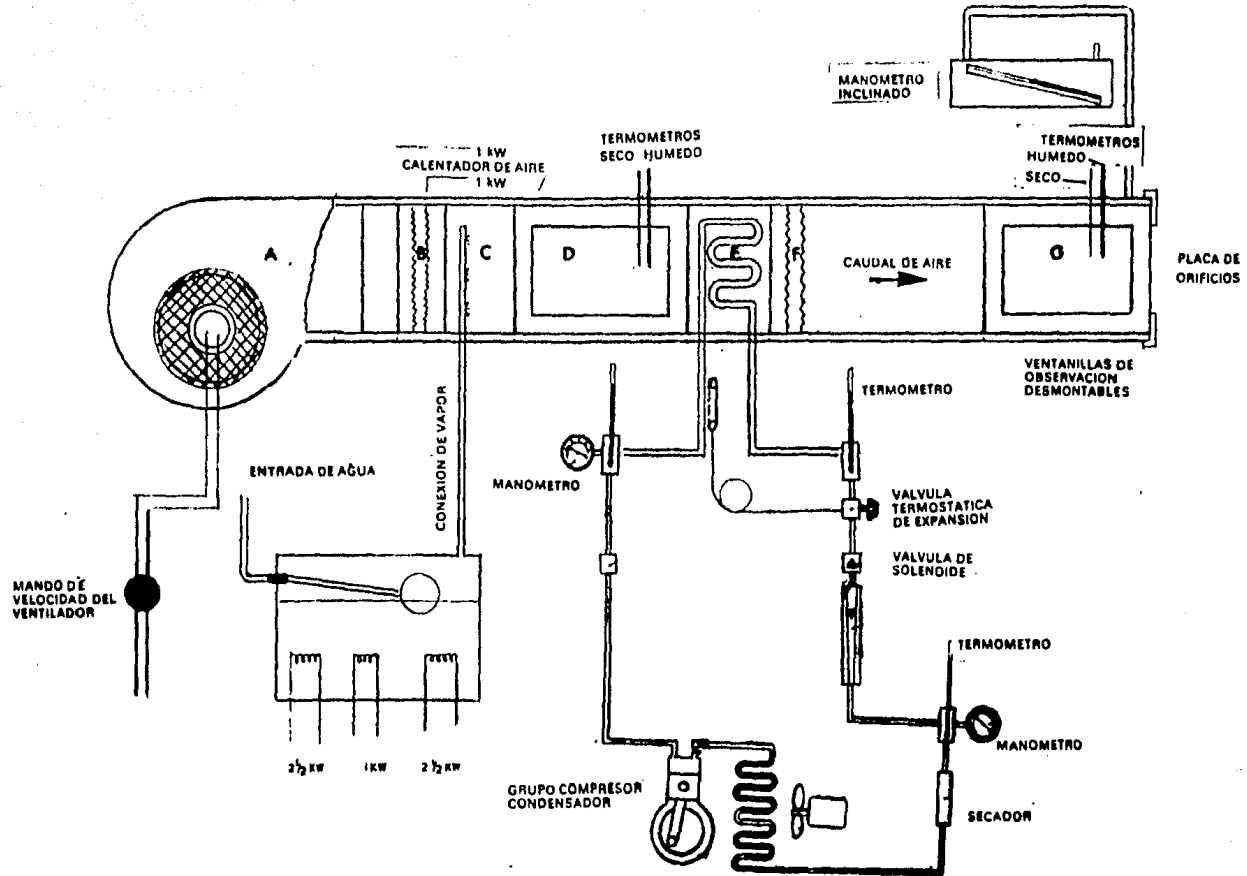 MANOMETRO
INCLINADO
TERMOMETROS
SECO HUMEDO
TERMOMETROS
HUMEDO
SECO
1 kW
CALENTADOR DE AIRE
1 kW
A
B
C
D
E
F
CAUDAL DE AIRE
G
PLACA DE
ORIFICIOS
VENTANILLAS DE
OBSERVACION
DESMONTABLES
TERMOMETRO
CONEXION DE VAPOR
ENTRADA DE AGUA
MANOMETRO
VALVULA
TERMOSTATICA
DE EXPANSION
VALVULA DE
SOLENOIDE
MANDO DE
VELOCIDAD DEL
VENTILADOR
TERMOMETRO
MANOMETRO
2½ KW
1 KW
2½ KW
GRUPO COMPRESOR
CONDENSADOR
SECADOR